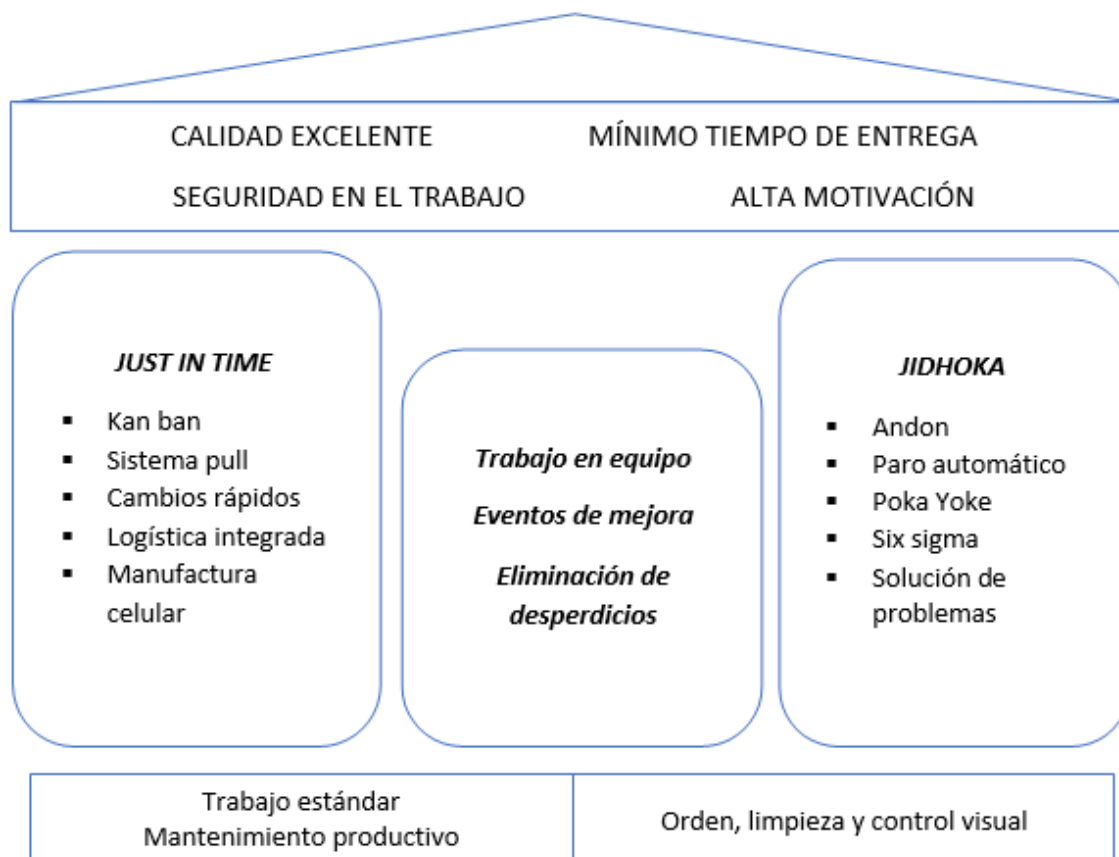 CALIDAD EXCELENTE MÍNIMO TIEMPO DE ENTREGA
SEGURIDAD EN EL TRABAJO ALTA MOTIVACIÓN
JUST IN TIME
▪ Kan ban
▪ Sistema pull
▪ Cambios rápidos
▪ Logística integrada
▪ Manufactura
celular
Trabajo en equipo
Eventos de mejora
Eliminación de
desperdicios
JIDHOKA
▪ Andon
▪ Paro automático
▪ Poka Yoke
▪ Six sigma
▪ Solución de
problemas
Trabajo estándar
Mantenimiento productivo
Orden, limpieza y control visual